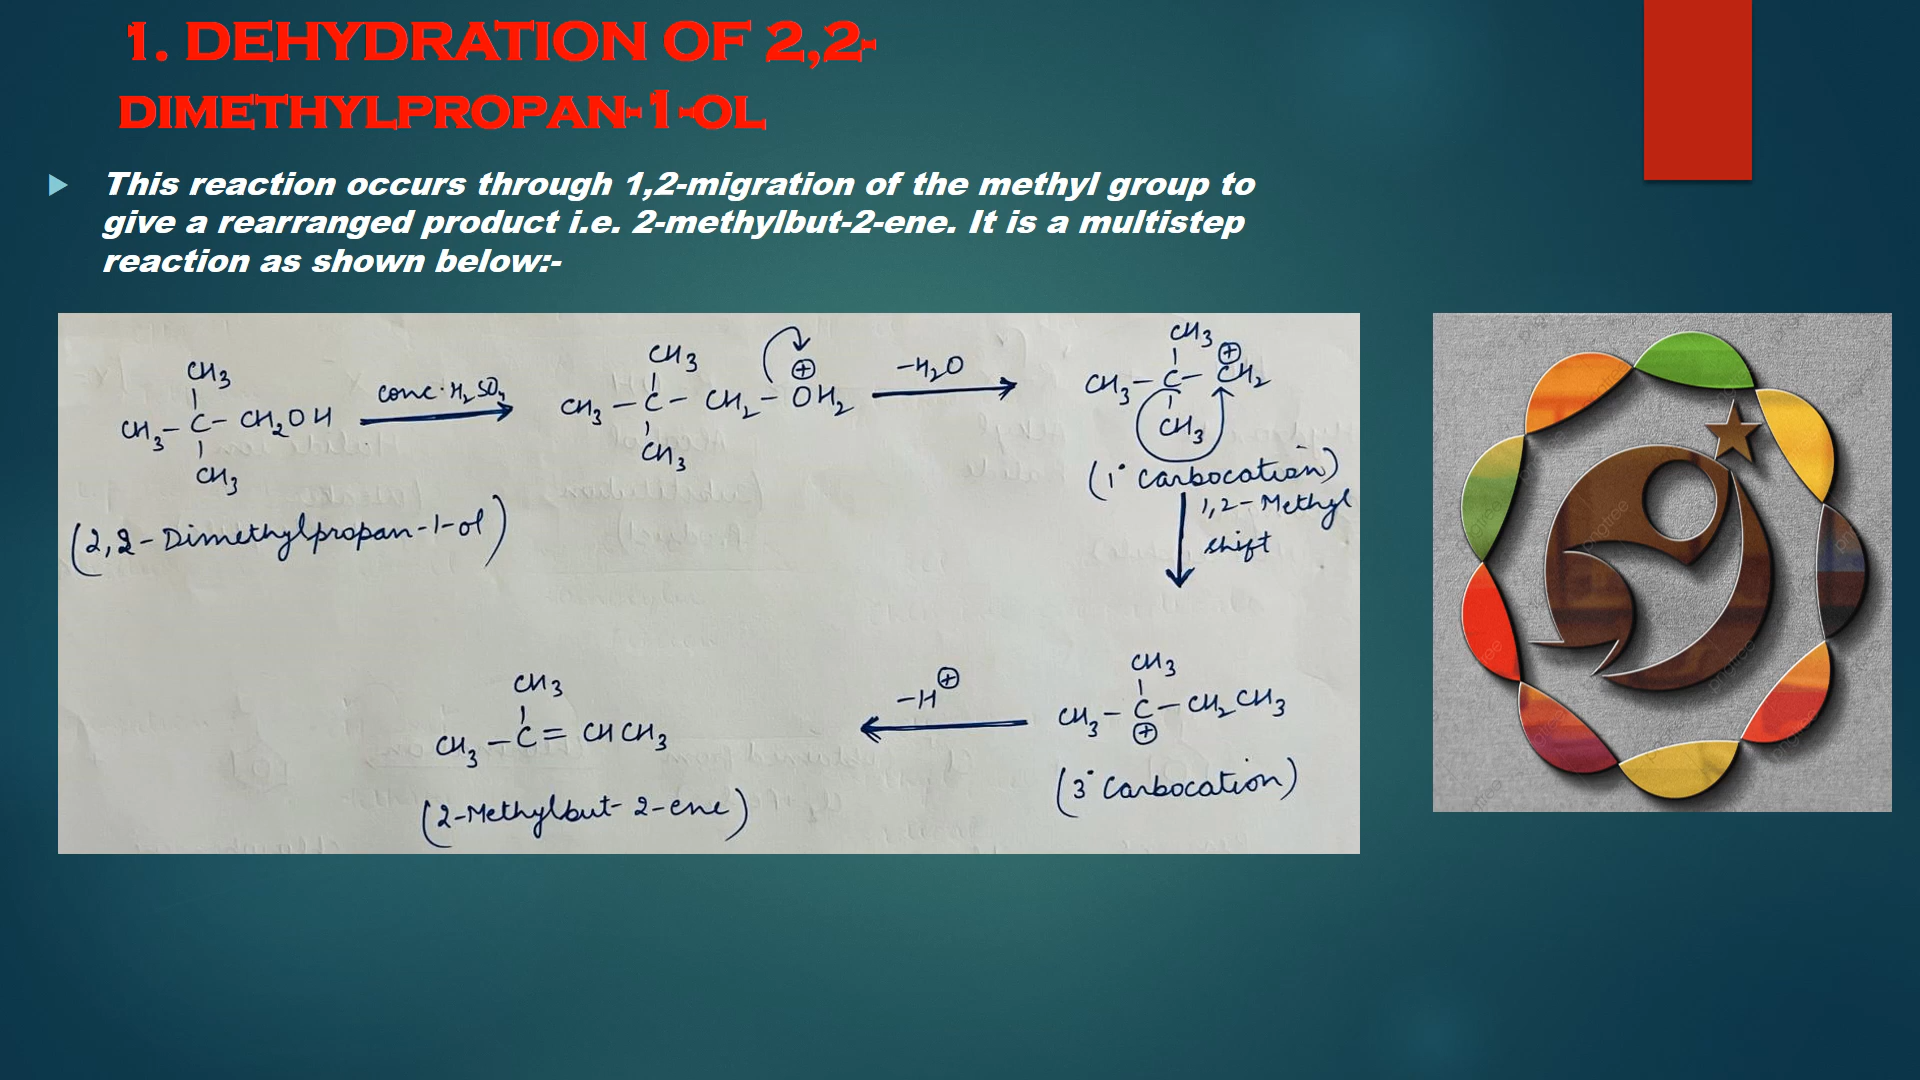 1. DEHYDRATION OF 2,2-
DIMETHYLPROPAN-1-OL
This reaction occurs through 1,2-migration of the methyl group to
give a rearranged product i.e. 2-methylbut-2-ene. It is a multistep
reaction as shown below:-
CH3
CH3 – C – CH2OH
CH3
(2,2-Dimethylpropan-1-ol)
conc. H2SO4
CH3
CH3 – C – CH2 – OH2
⊕
CH3
–H2O
CH3
⊕
CH3 – C – CH2
CH3
(1° Carbocation)
1,2-Methyl
shift
CH3
CH3 – C – CH2CH3
⊕
(3° Carbocation)
–H⊕
CH3
CH3 – C = CHCH3
(2-Methylbut-2-ene)